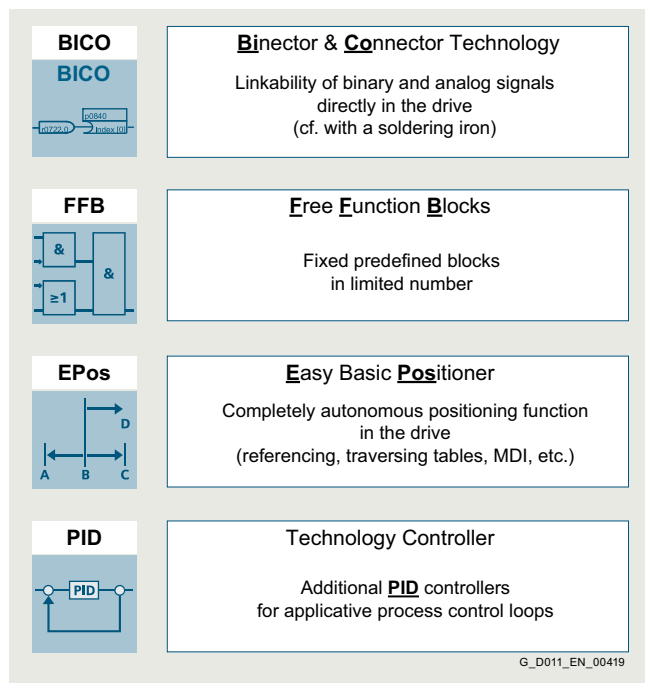 BICO
Binector & Connector Technology
BICO
Linkability of binary and analog signals
directly in the drive
(cf. with a soldering iron)
p0840
r0722.0
Index [0]
FFB
Free Function Blocks
&
&
≥1
Fixed predefined blocks
in limited number
EPos
Easy Basic Positioner
D
A B C
Completely autonomous positioning function
in the drive
(referencing, traversing tables, MDI, etc.)
PID
Technology Controller
PID
Additional PID controllers
for applicative process control loops
G_D011_EN_00419